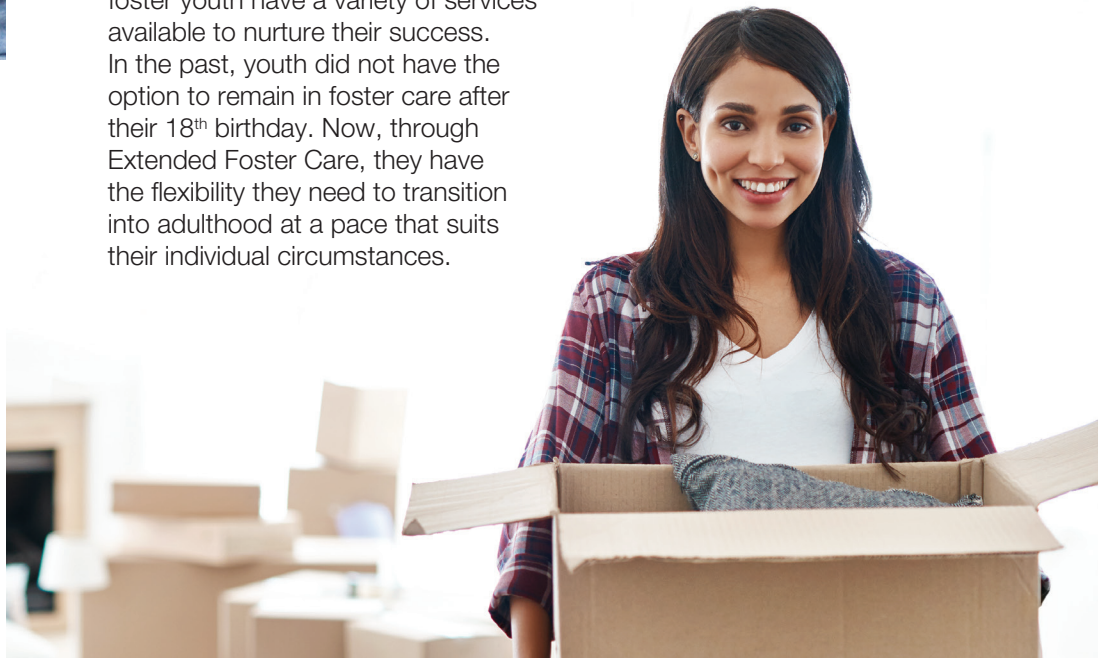 foster youth have a variety of services
available to nurture their success.
In the past, youth did not have the
option to remain in foster care after
their 18th birthday. Now, through
Extended Foster Care, they have
the flexibility they need to transition
into adulthood at a pace that suits
their individual circumstances.